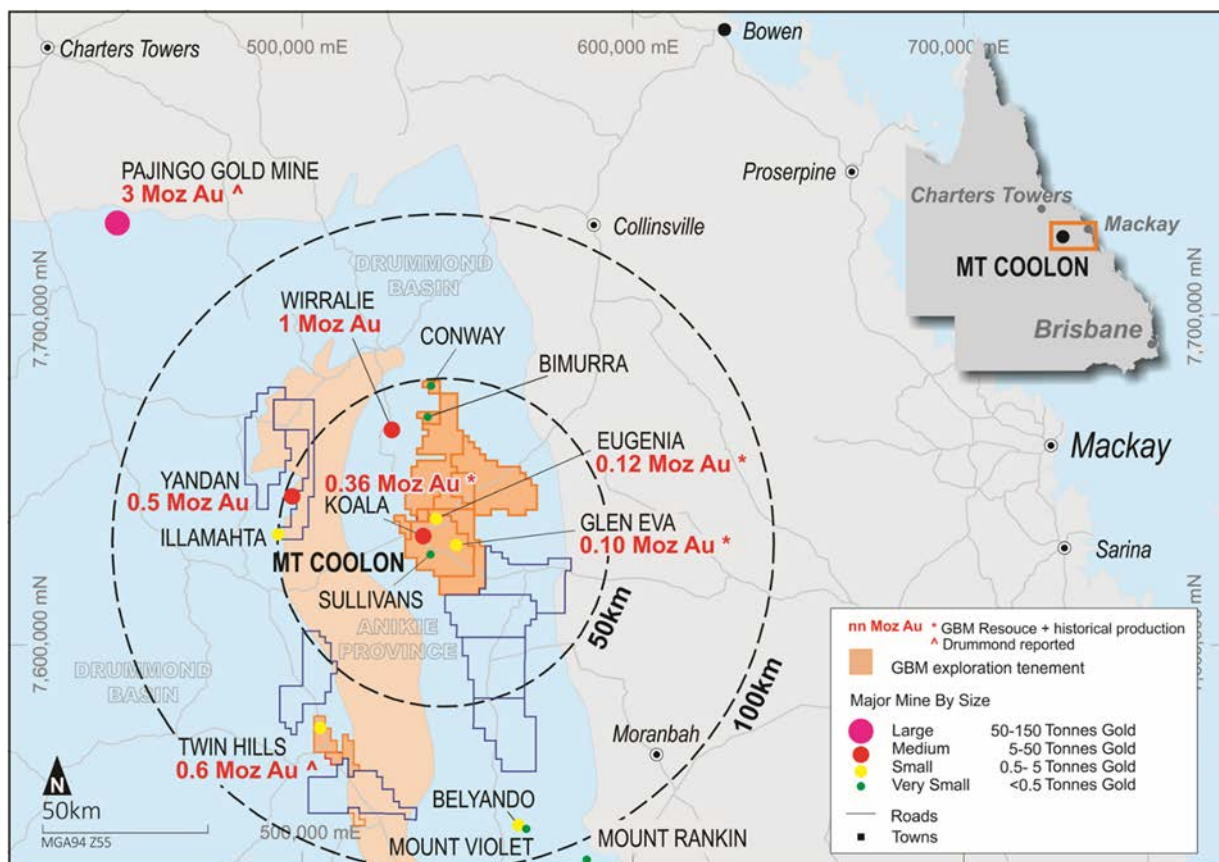 500,000 mE
600,000 mE
700,000 mE
Charters Towers
Bowen
PAJINGO GOLD MINE
3 Moz Au ^
Proserpine
Collinsville
Charters Towers
Mackay
MT COOLON
Brisbane
DRUMMOND
BASIN
WIRRALIE
1 Moz Au
7,700,000 mN
7,700,000 mN
CONWAY
BIMURRA
EUGENIA
0.12 Moz Au *
Mackay
YANDAN
0.5 Moz Au
0.36 Moz Au *
KOALA
ILLAMAHTA
GLEN EVA
0.10 Moz Au *
MT COOLON
Sarina
SULLIVANS
ANIKIE
PROVINCE
50km
100km
7,600,000 mN
7,600,000 mN
DRUMMOND
BASIN
Moranbah
TWIN HILLS
0.6 Moz Au ^
BELYANDO
MOUNT VIOLET
MOUNT RANKIN
N
50km
MGA94 Z55
500,000 mE
nn Moz Au * GBM Resouce + historical production
^ Drummond reported
GBM exploration tenement
Major Mine By Size
Large 50-150 Tonnes Gold
Medium 5-50 Tonnes Gold
Small 0.5- 5 Tonnes Gold
Very Small <0.5 Tonnes Gold
Roads
Towns